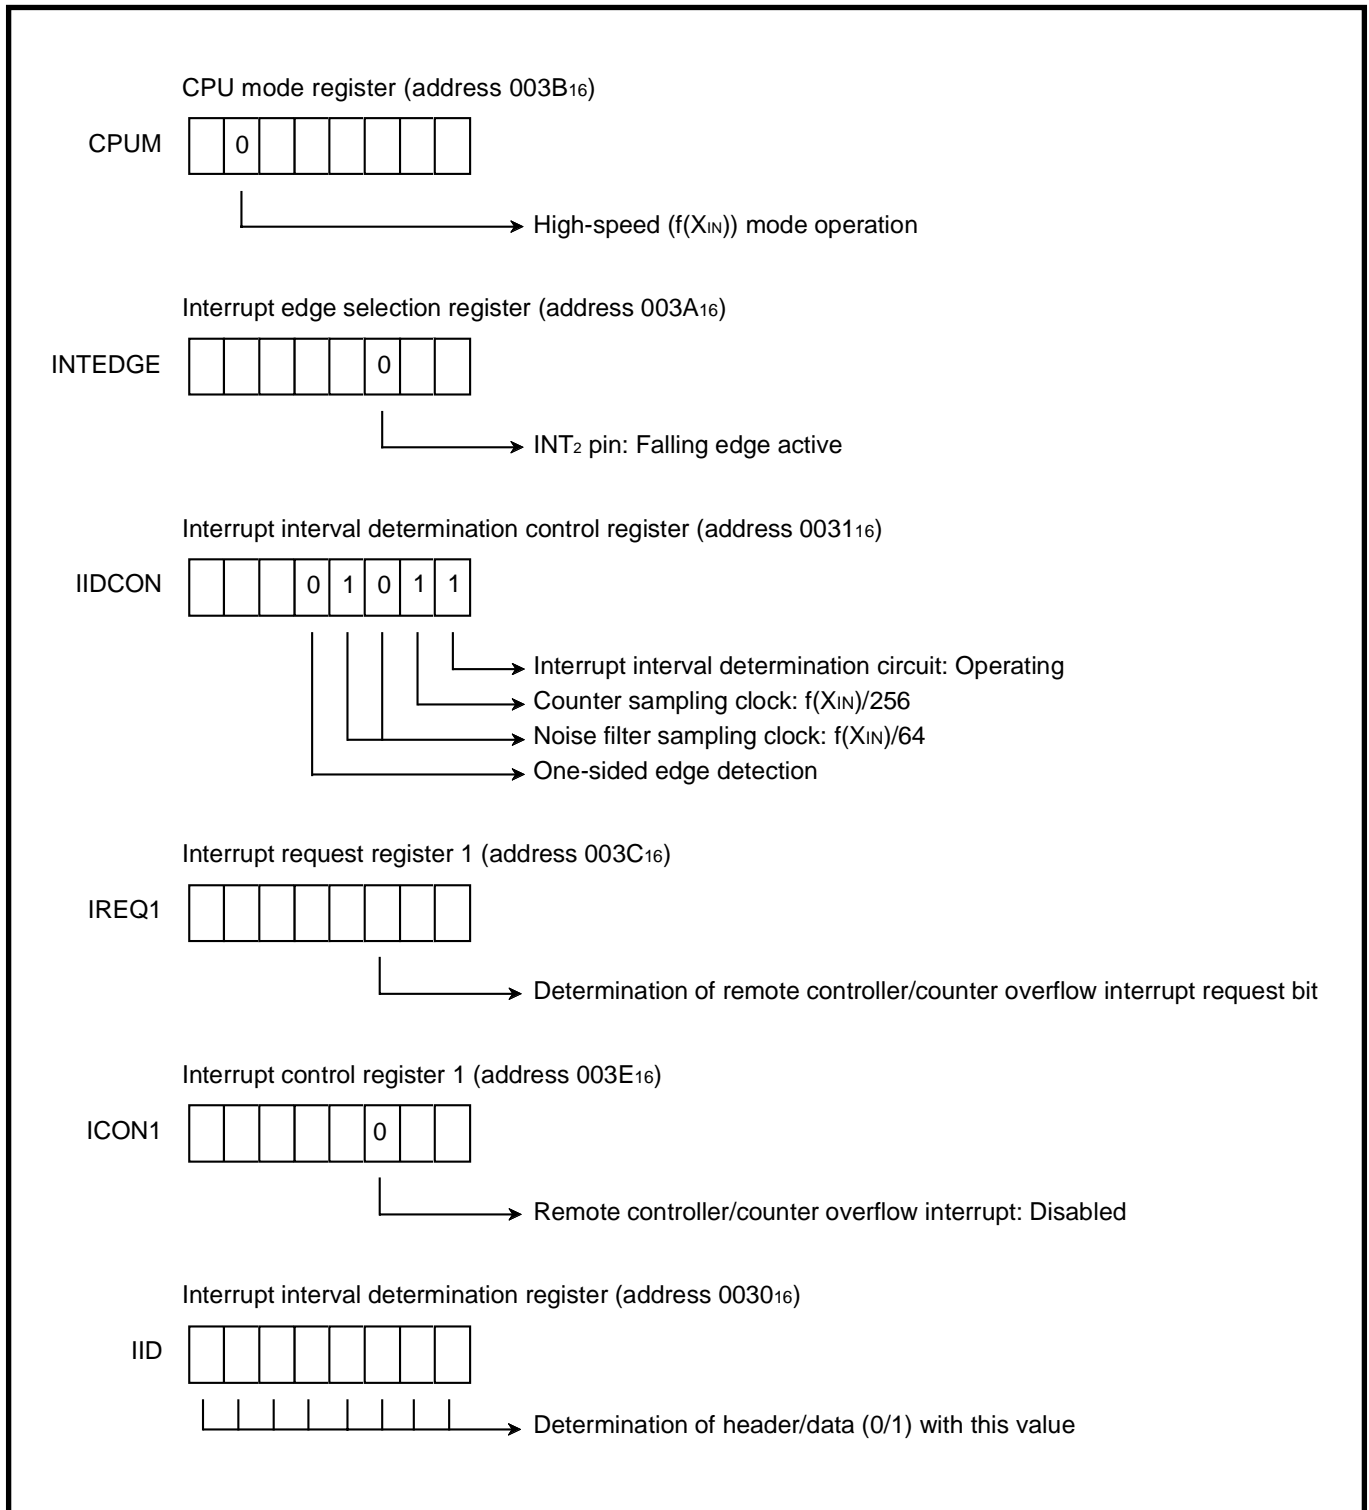 CPU mode register (address 003B16)
CPUM 0
High-speed (f(XIN)) mode operation
Interrupt edge selection register (address 003A16)
INTEDGE 0
INT2 pin: Falling edge active
Interrupt interval determination control register (address 003116)
IIDCON 0 1 0 1 1
Interrupt interval determination circuit: Operating
Counter sampling clock: f(XIN)/256
Noise filter sampling clock: f(XIN)/64
One-sided edge detection
Interrupt request register 1 (address 003C16)
IREQ1
Determination of remote controller/counter overflow interrupt request bit
Interrupt control register 1 (address 003E16)
ICON1 0
Remote controller/counter overflow interrupt: Disabled
Interrupt interval determination register (address 003016)
IID
Determination of header/data (0/1) with this value